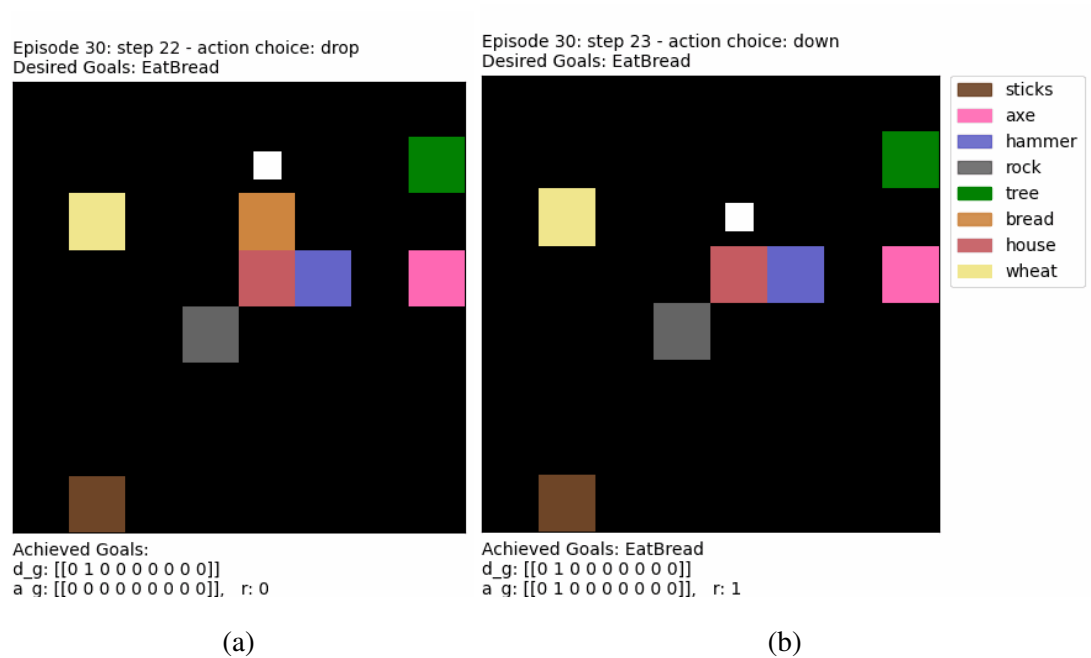 Episode 30: step 22 - action choice: drop
Desired Goals: EatBread
Achieved Goals:
d_g: [[0 1 0 0 0 0 0 0 0]]
a_g: [[0 0 0 0 0 0 0 0 0]],   r: 0
(a)
Episode 30: step 23 - action choice: down
Desired Goals: EatBread
sticks
axe
hammer
rock
tree
bread
house
wheat
Achieved Goals: EatBread
d_g: [[0 1 0 0 0 0 0 0 0]]
a_g: [[0 1 0 0 0 0 0 0 0]],   r: 1
(b)